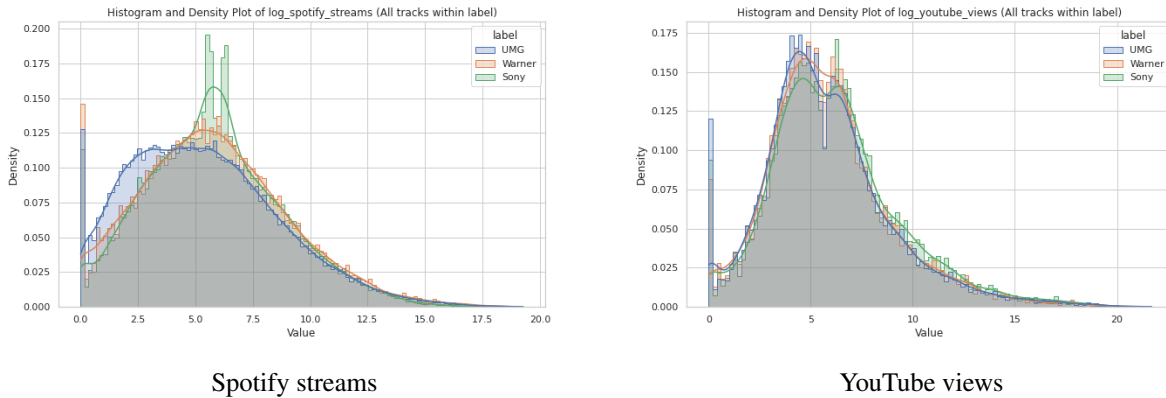 Histogram and Density Plot of log_spotify_streams (All tracks within label)
0.200
0.175
0.150
0.125
0.100
0.075
0.050
0.025
0.000
Density
label
UMG
Warner
Sony
0.0 2.5 5.0 7.5 10.0 12.5 15.0 17.5 20.0
Value
Spotify streams
Histogram and Density Plot of log_youtube_views (All tracks within label)
0.175
0.150
0.125
0.100
0.075
0.050
0.025
0.000
Density
label
UMG
Warner
Sony
0 5 10 15 20
Value
YouTube views